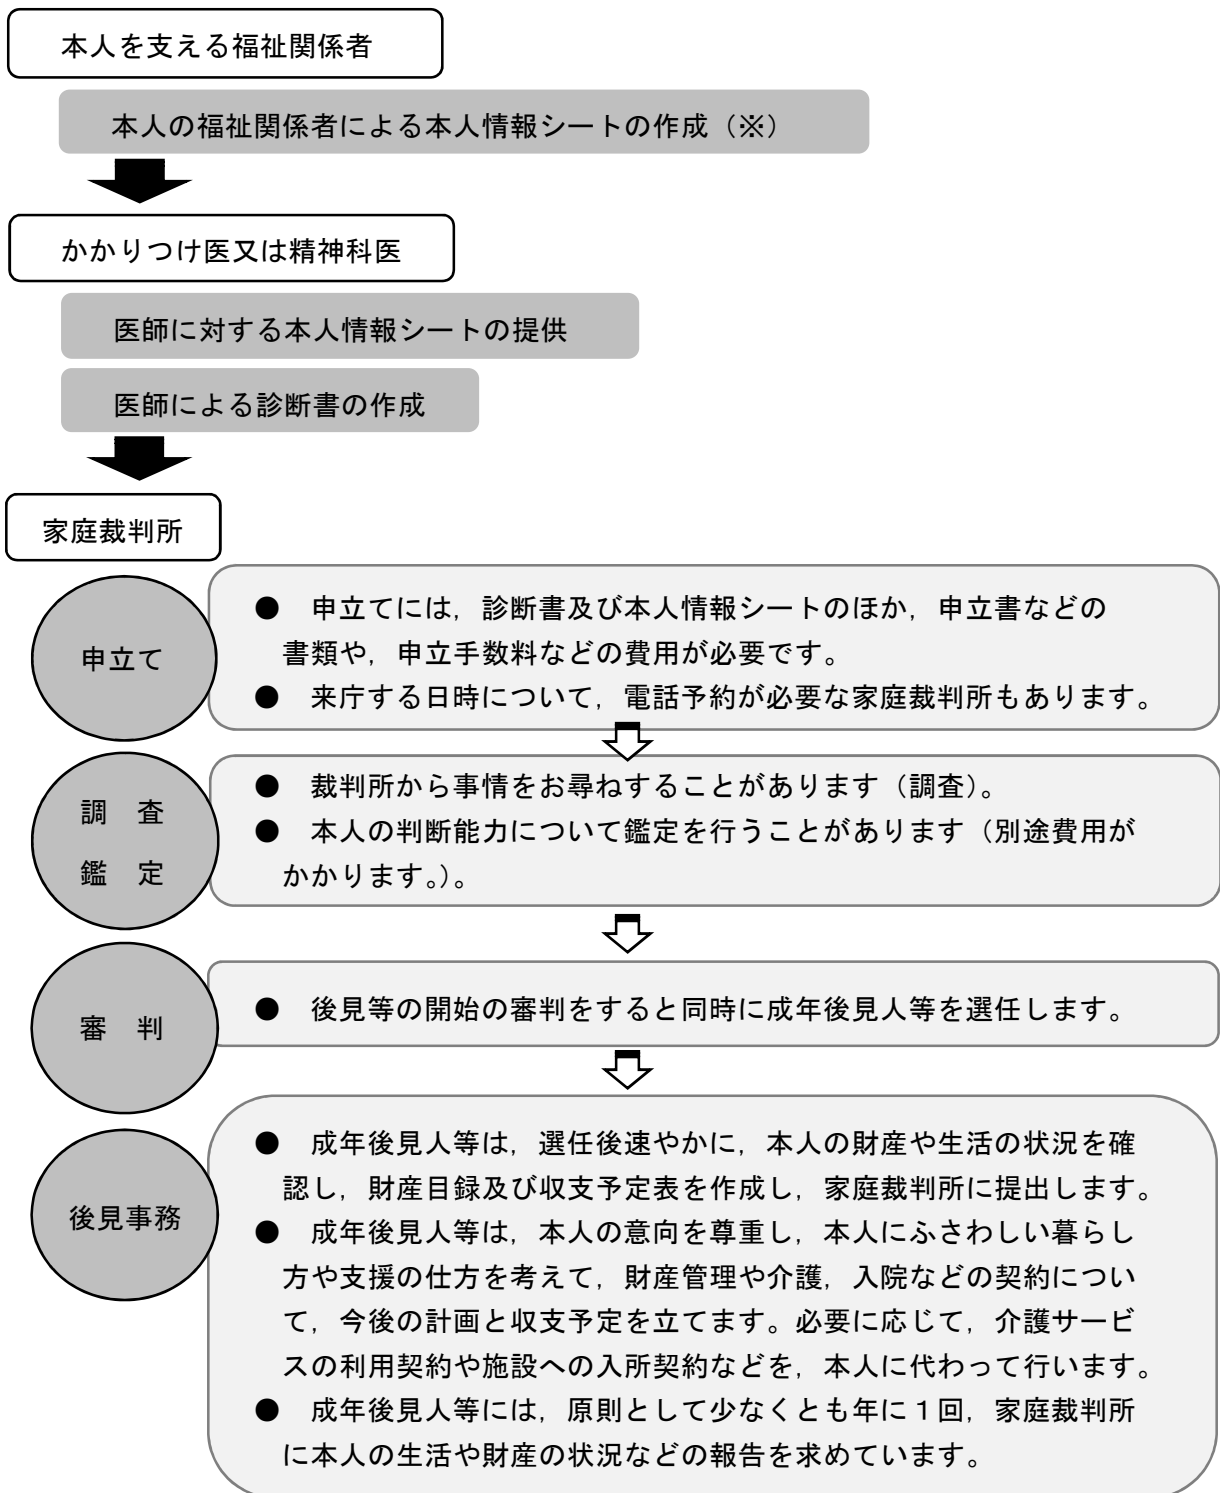 本人を支える福祉関係者
本人の福祉関係者による本人情報シートの作成（※）
かかりつけ医又は精神科医
医師に対する本人情報シートの提供
医師による診断書の作成
家庭裁判所
申立て
● 申立てには，診断書及び本人情報シートのほか，申立書などの
書類や，申立手数料などの費用が必要です。
● 来庁する日時について，電話予約が必要な家庭裁判所もあります。
調　査
鑑　定
● 裁判所から事情をお尋ねすることがあります（調査）。
● 本人の判断能力について鑑定を行うことがあります（別途費用が
かかります。）。
審　判
● 後見等の開始の審判をすると同時に成年後見人等を選任します。
後見事務
● 成年後見人等は，選任後速やかに，本人の財産や生活の状況を確
認し，財産目録及び収支予定表を作成し，家庭裁判所に提出します。
● 成年後見人等は，本人の意向を尊重し，本人にふさわしい暮らし
方や支援の仕方を考えて，財産管理や介護，入院などの契約につい
て，今後の計画と収支予定を立てます。必要に応じて，介護サービ
スの利用契約や施設への入所契約などを，本人に代わって行います。
● 成年後見人等には，原則として少なくとも年に１回，家庭裁判所
に本人の生活や財産の状況などの報告を求めています。